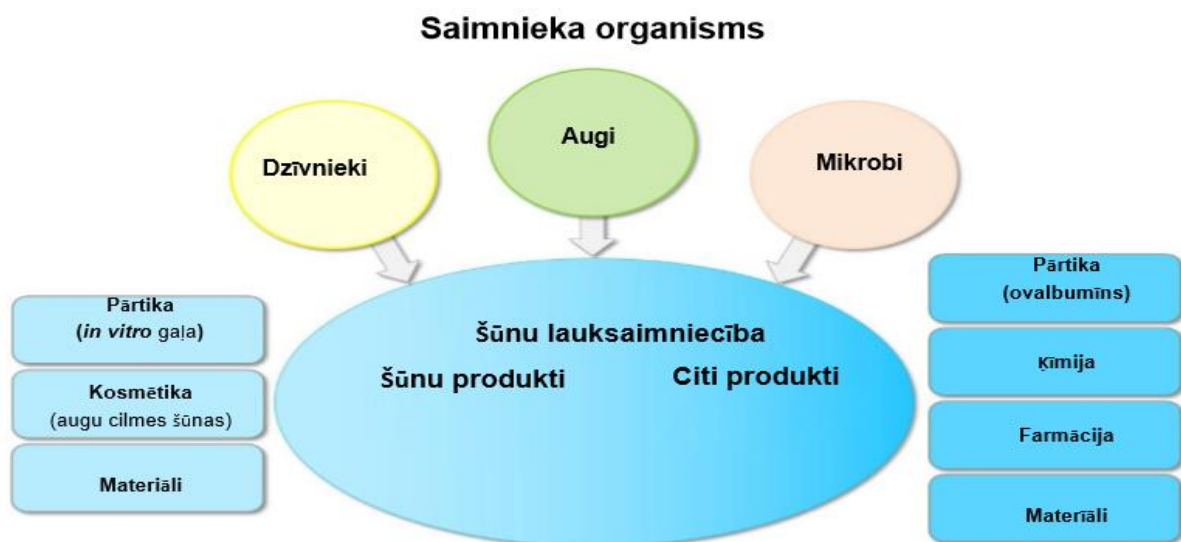 Saimnieka organisms
Dzīvnieki
Augi
Mikrobi
Šūnu lauksaimniecība
Šūnu produkti
Citi produkti
Pārtika
(in vitro gaļa)
Kosmētika
(augu cilmes šūnas)
Materiāli
Pārtika
(ovalbumīns)
Ķīmija
Farmācija
Materīāli